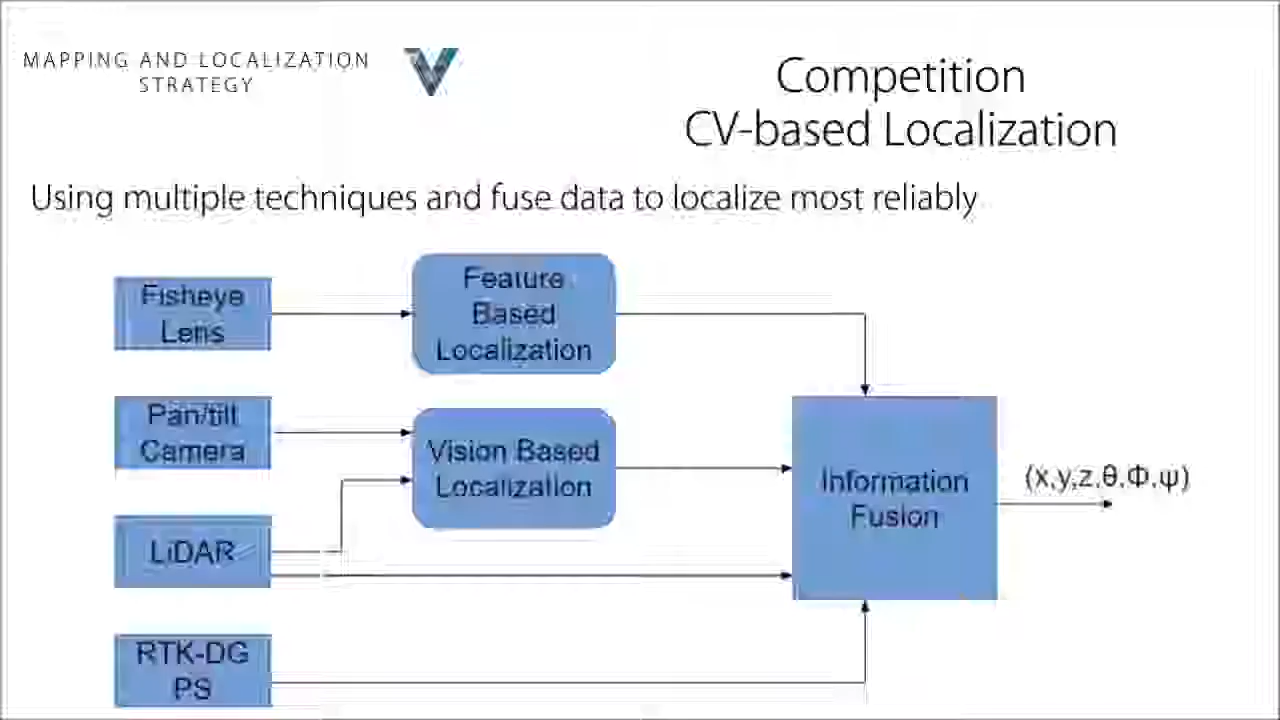 MAPPING AND LOCALIZATION
STRATEGY
Competition
CV-based Localization
Using multiple techniques and fuse data to localize most reliably
Fisheye
Lens
Feature
Based
Localization
Pan/tilt
Camera
Vision Based
Localization
LiDAR
RTK-DG
PS
Information
Fusion
(x,y,z,θ,Φ,ψ)